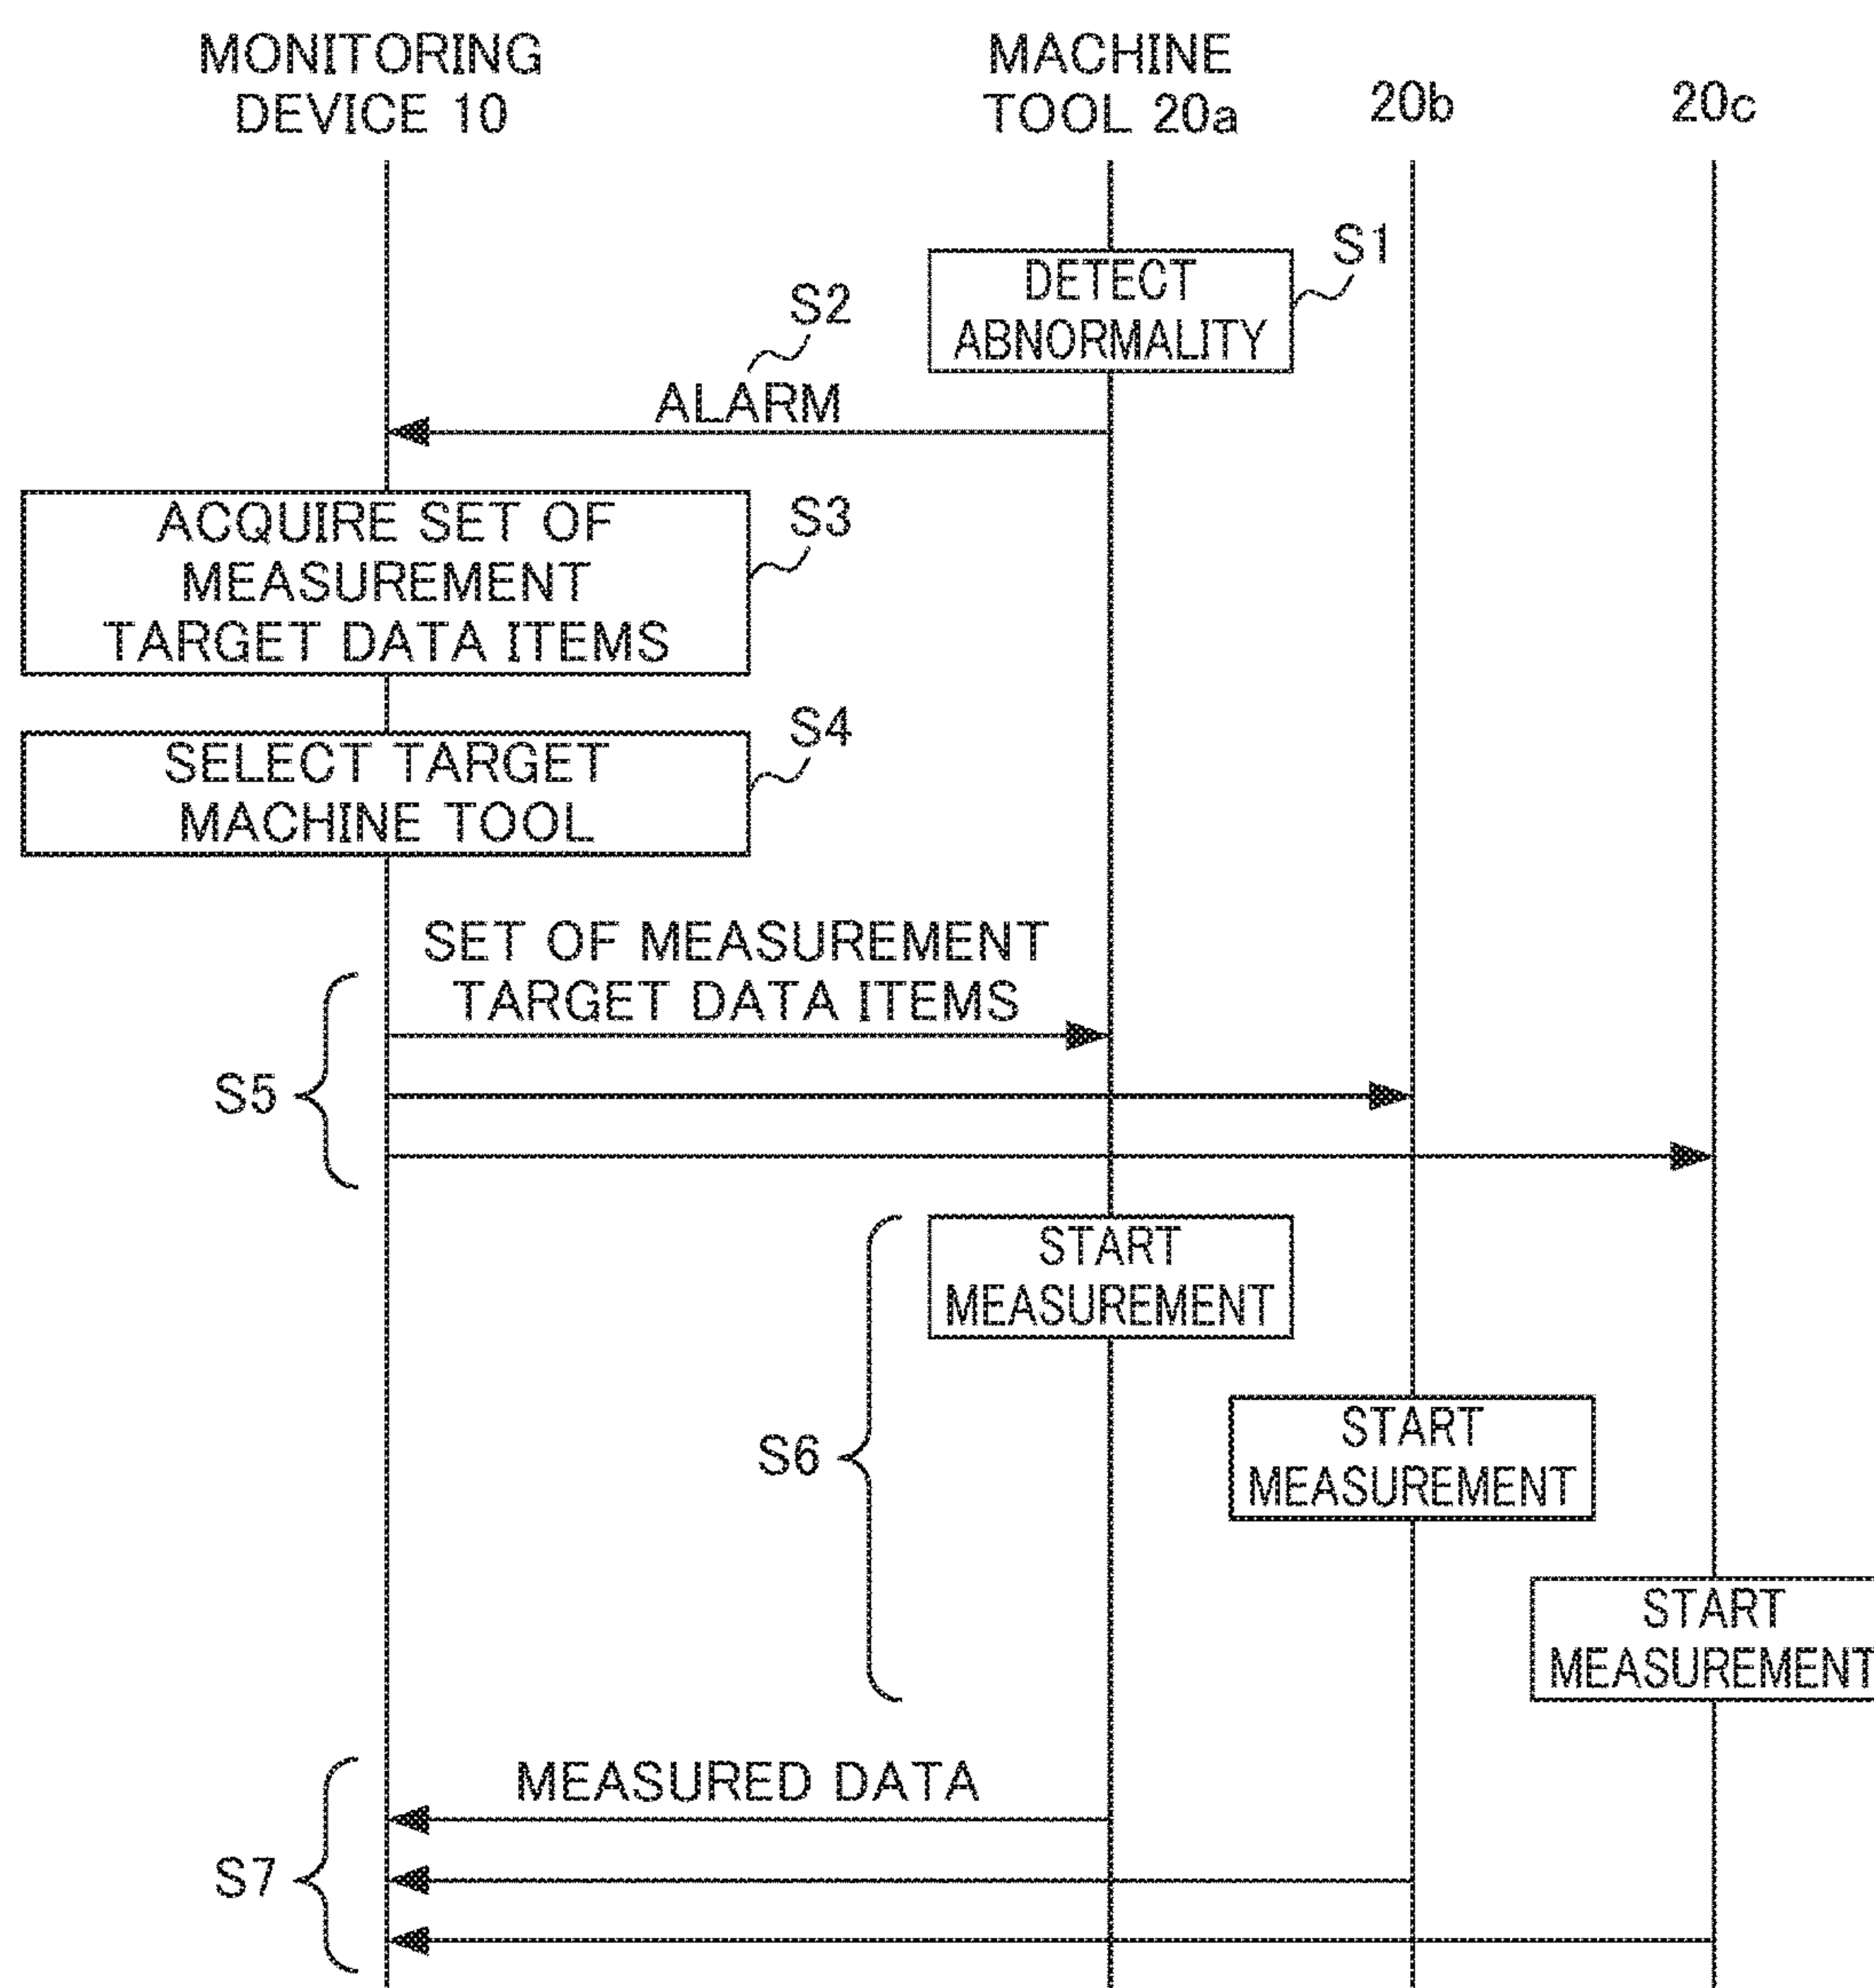 MONITORING
DEVICE 10
MACHINE
TOOL 20a
20b
20c
DETECT
ABNORMALITY
S1
S2
ALARM
ACQUIRE SET OF
MEASUREMENT
TARGET DATA ITEMS
S3
SELECT TARGET
MACHINE TOOL
S4
SET OF MEASUREMENT
TARGET DATA ITEMS
S5
START
MEASUREMENT
S6
START
MEASUREMENT
START
MEASUREMENT
MEASURED DATA
S7